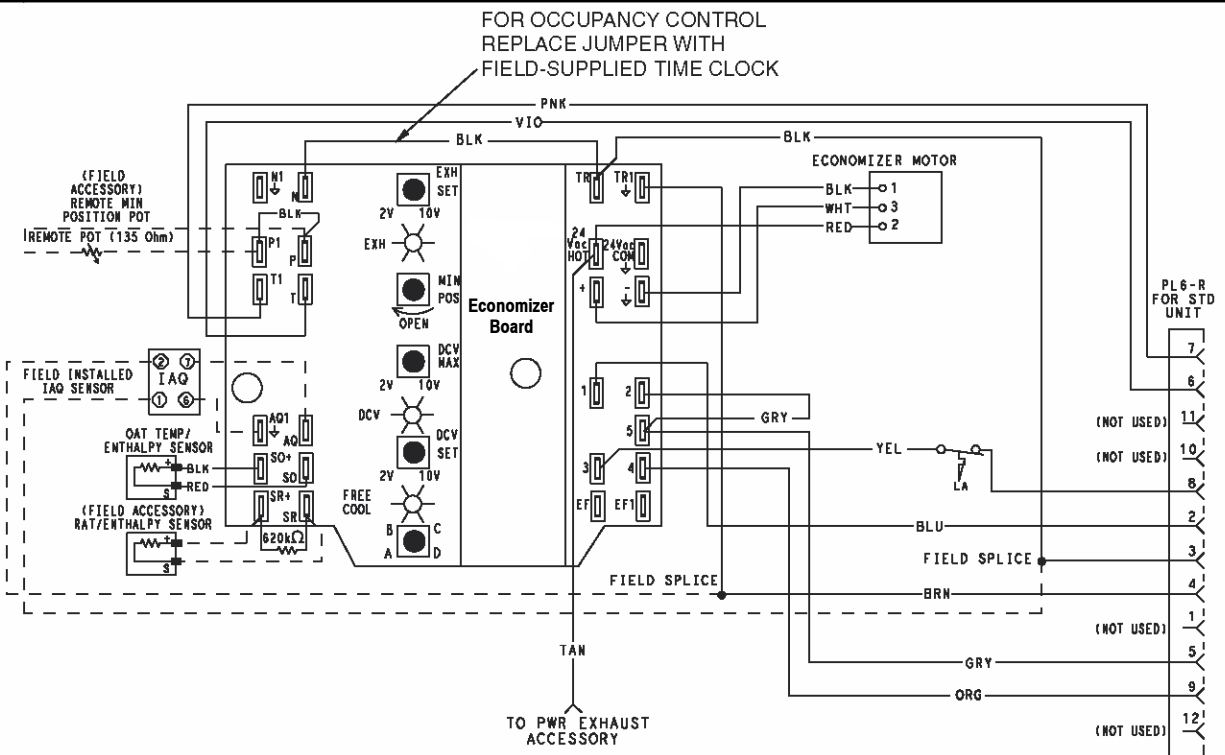 FOR OCCUPANCY CONTROL
REPLACE JUMPER WITH
FIELD-SUPPLIED TIME CLOCK
PNK
VIO
BLK
BLK
(FIELD
ACCESSORY)
REMOTE MIN
POSITION POT
REMOTE POT (135 Ohm)
N1
N
BLK
P1
P
T1
T
EXH
SET
2V 10V
EXH
MIN
POS
OPEN
Economizer
Board
DCV
MAX
2V 10V
DCV
DCV
SET
2V 10V
FREE
COOL
B C
A D
TR
TR1
24
Vac
HOT
24Vac
COM
+
-
1
2
5
3
4
EF
EF1
ECONOMIZER MOTOR
BLK 1
WHT 3
RED 2
FIELD INSTALLED
IAQ SENSOR
2 7
IAQ
1 6
AQ1
AQ
OAT TEMP/
ENTHALPY SENSOR
+
S
BLK
RED
SO+
SO
(FIELD ACCESSORY)
RAT/ENTHALPY SENSOR
+
S
SR+
SR
620kΩ
GRY
YEL
LA
BLU
FIELD SPLICE
FIELD SPLICE
BRN
GRY
ORG
TAN
TO PWR EXHAUST
ACCESSORY
PL6-R
FOR STD
UNIT
7
6
(NOT USED) 11
(NOT USED) 10
8
2
3
4
(NOT USED) 1
5
9
(NOT USED) 12